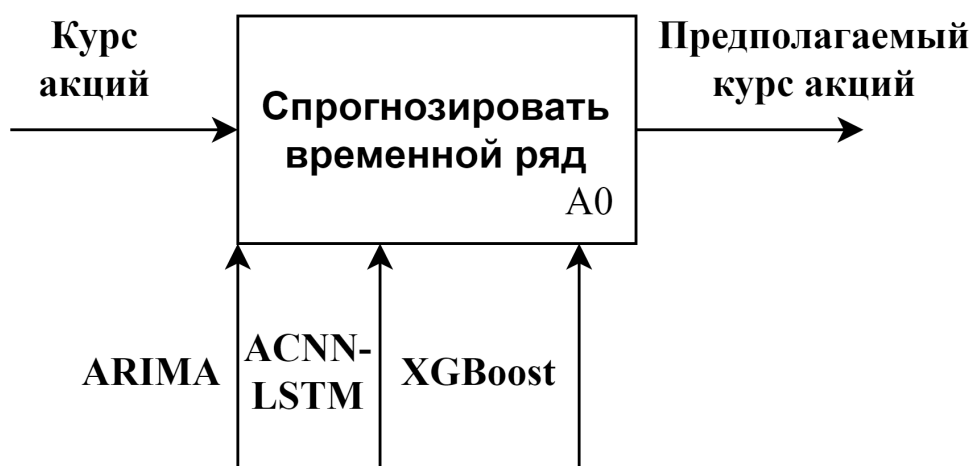 Курс
акций
Предполагаемый
курс акций
Спрогнозировать
временной ряд
A0
ARIMA
ACNN-
LSTM
XGBoost